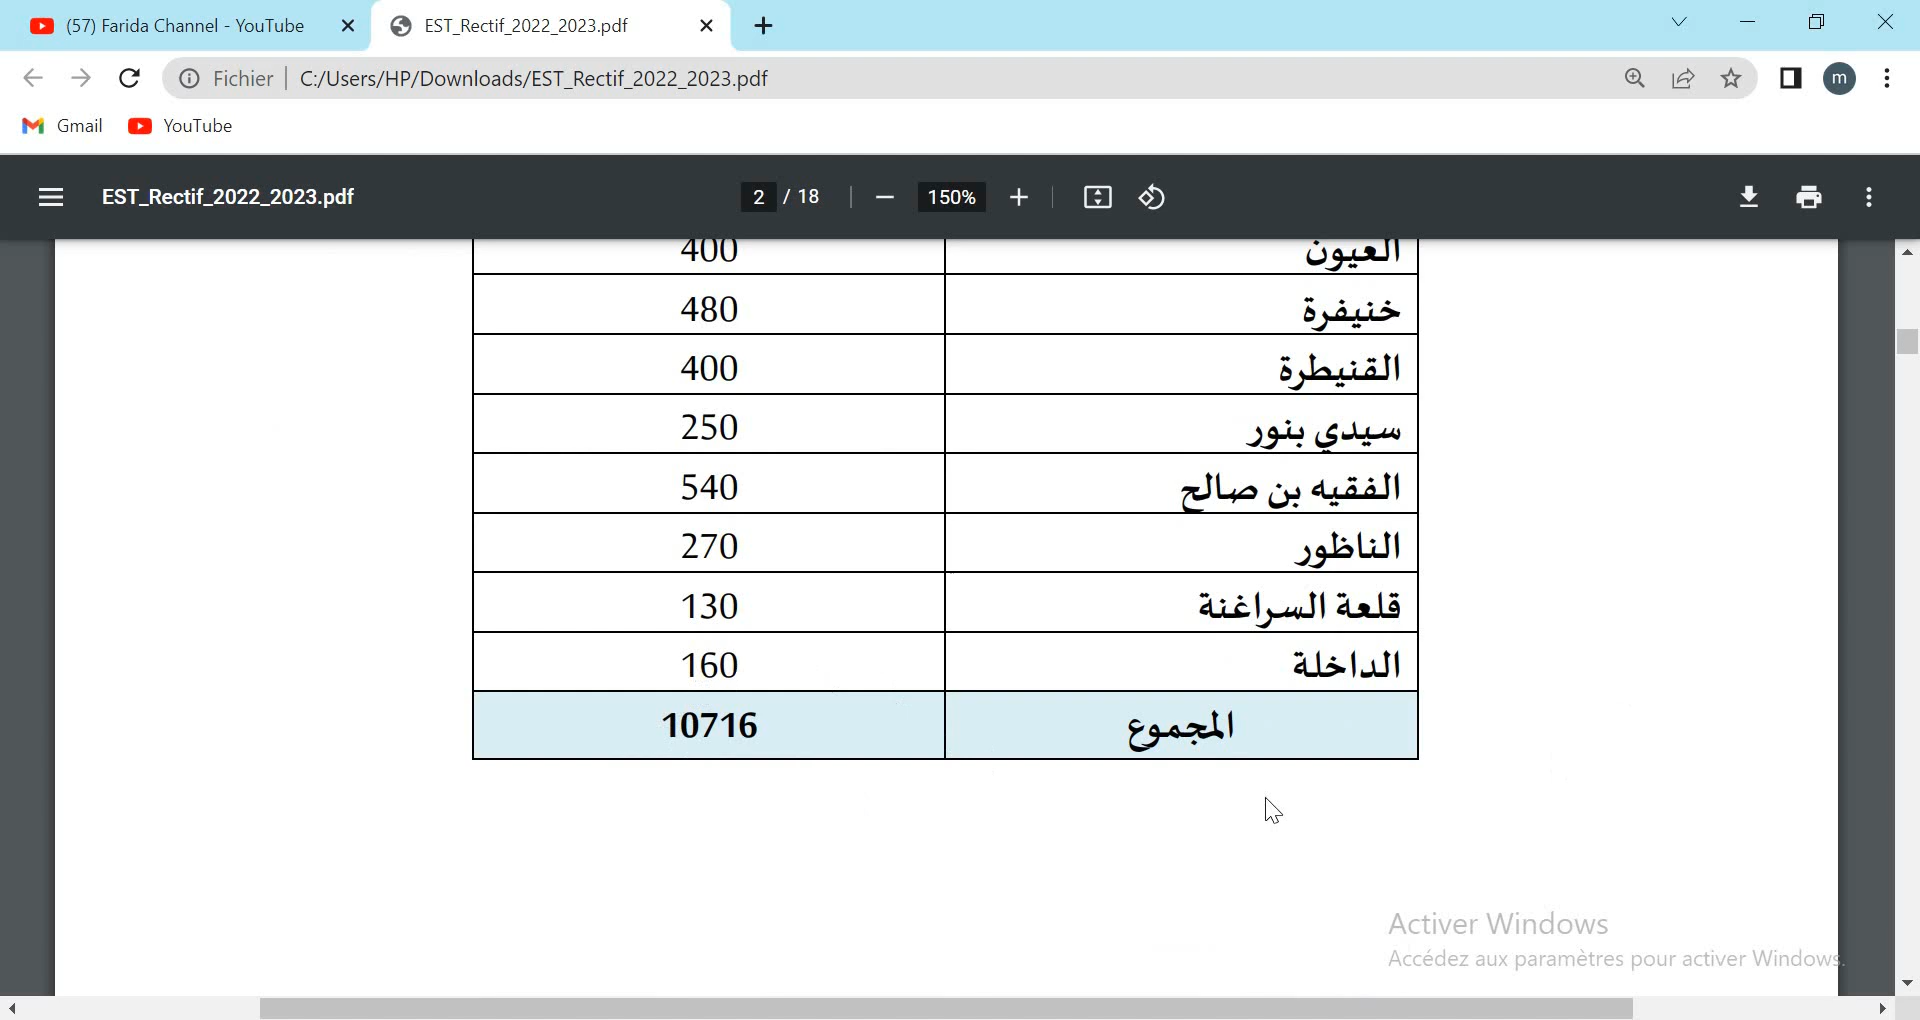 (57) Farida Channel - YouTube
EST_Rectif_2022_2023.pdf
Fichier C:/Users/HP/Downloads/EST_Rectif_2022_2023.pdf
m
Gmail YouTube
EST_Rectif_2022_2023.pdf 2 / 18 150%
العيون 400
خنيفرة 480
القنيطرة 400
سيدي بنور 250
الفقيه بن صالح 540
الناظور 270
قلعة السراغنة 130
الداخلة 160
المجموع 10716
Activer Windows
Accédez aux paramètres pour activer Windows.